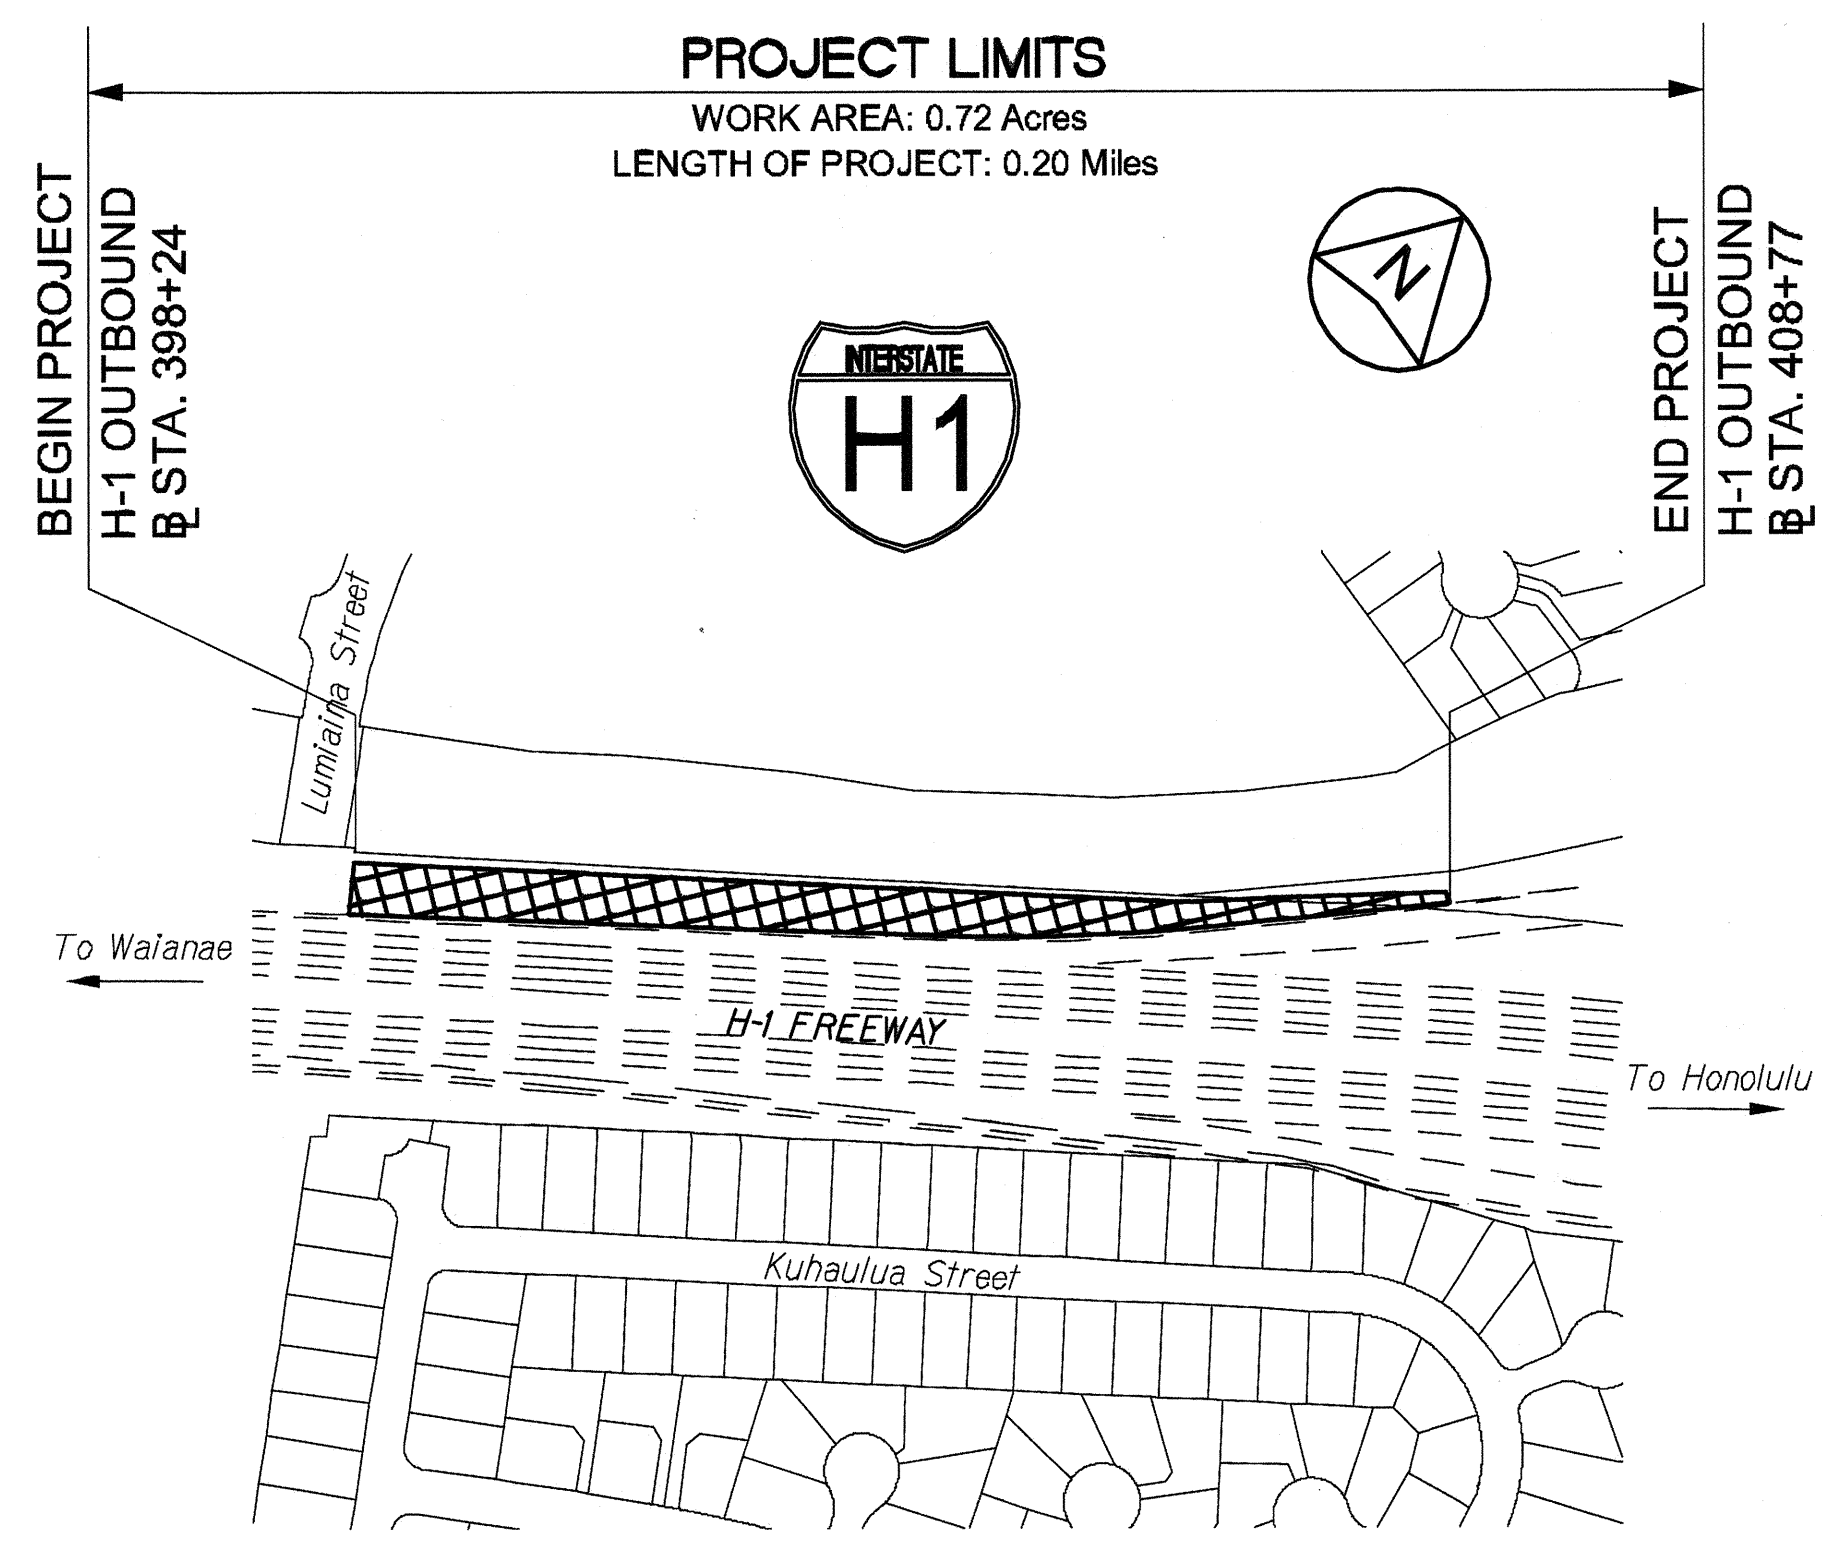 PROJECT LIMITS
WORK AREA: 0.72 Acres
LENGTH OF PROJECT: 0.20 Miles
BEGIN PROJECT
H-1 OUTBOUND
BL STA. 398+24
N
INTERSTATE
H1
END PROJECT
H-1 OUTBOUND
BL STA. 408+77
Lumiaina Street
To Waianae
H-1 FREEWAY
To Honolulu
Kuhaulua Street